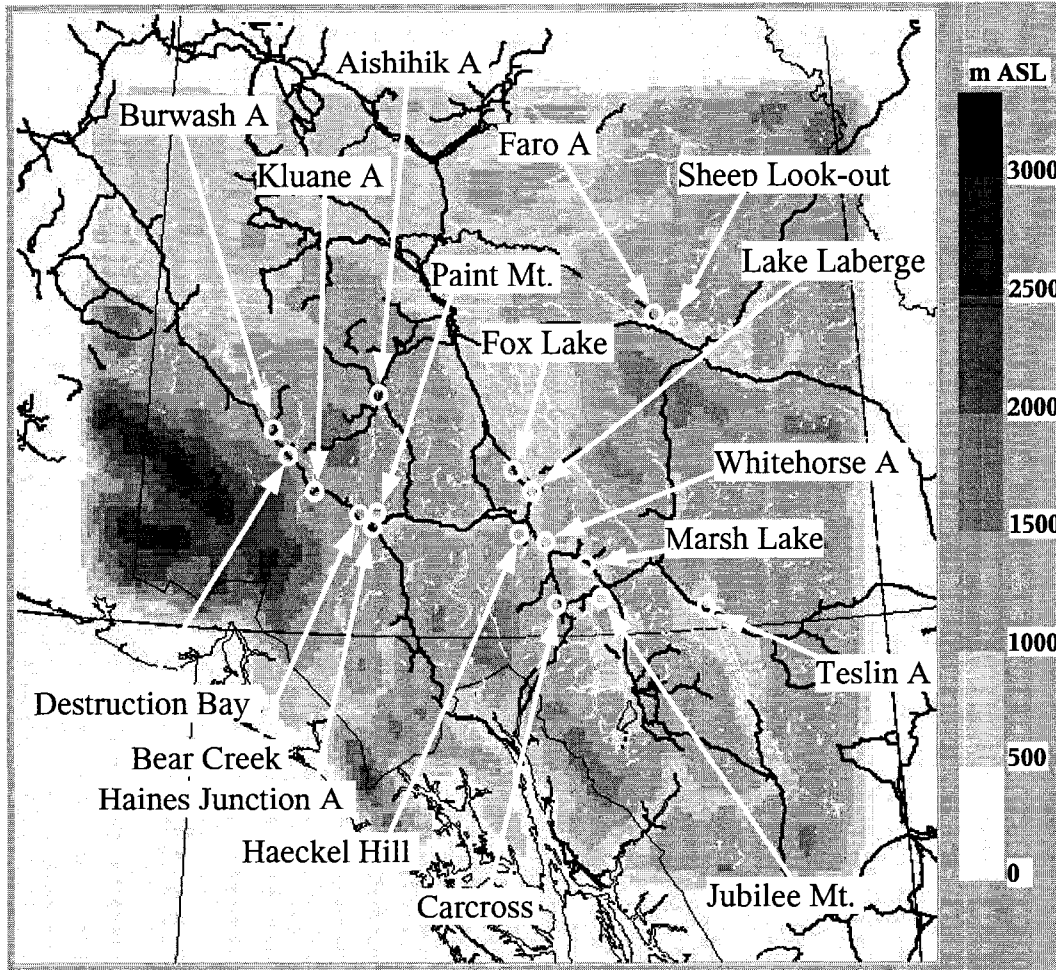 Aishihik A
m ASL
Burwash A
Faro A
Kluane A
Sheep Look-out
3000
Paint Mt.
Lake Laberge
2500
Fox Lake
2000
Whitehorse A
1500
Marsh Lake
1000
Teslin A
Destruction Bay
Bear Creek
500
Haines Junction A
Haeckel Hill
0
Jubilee Mt.
Carcross